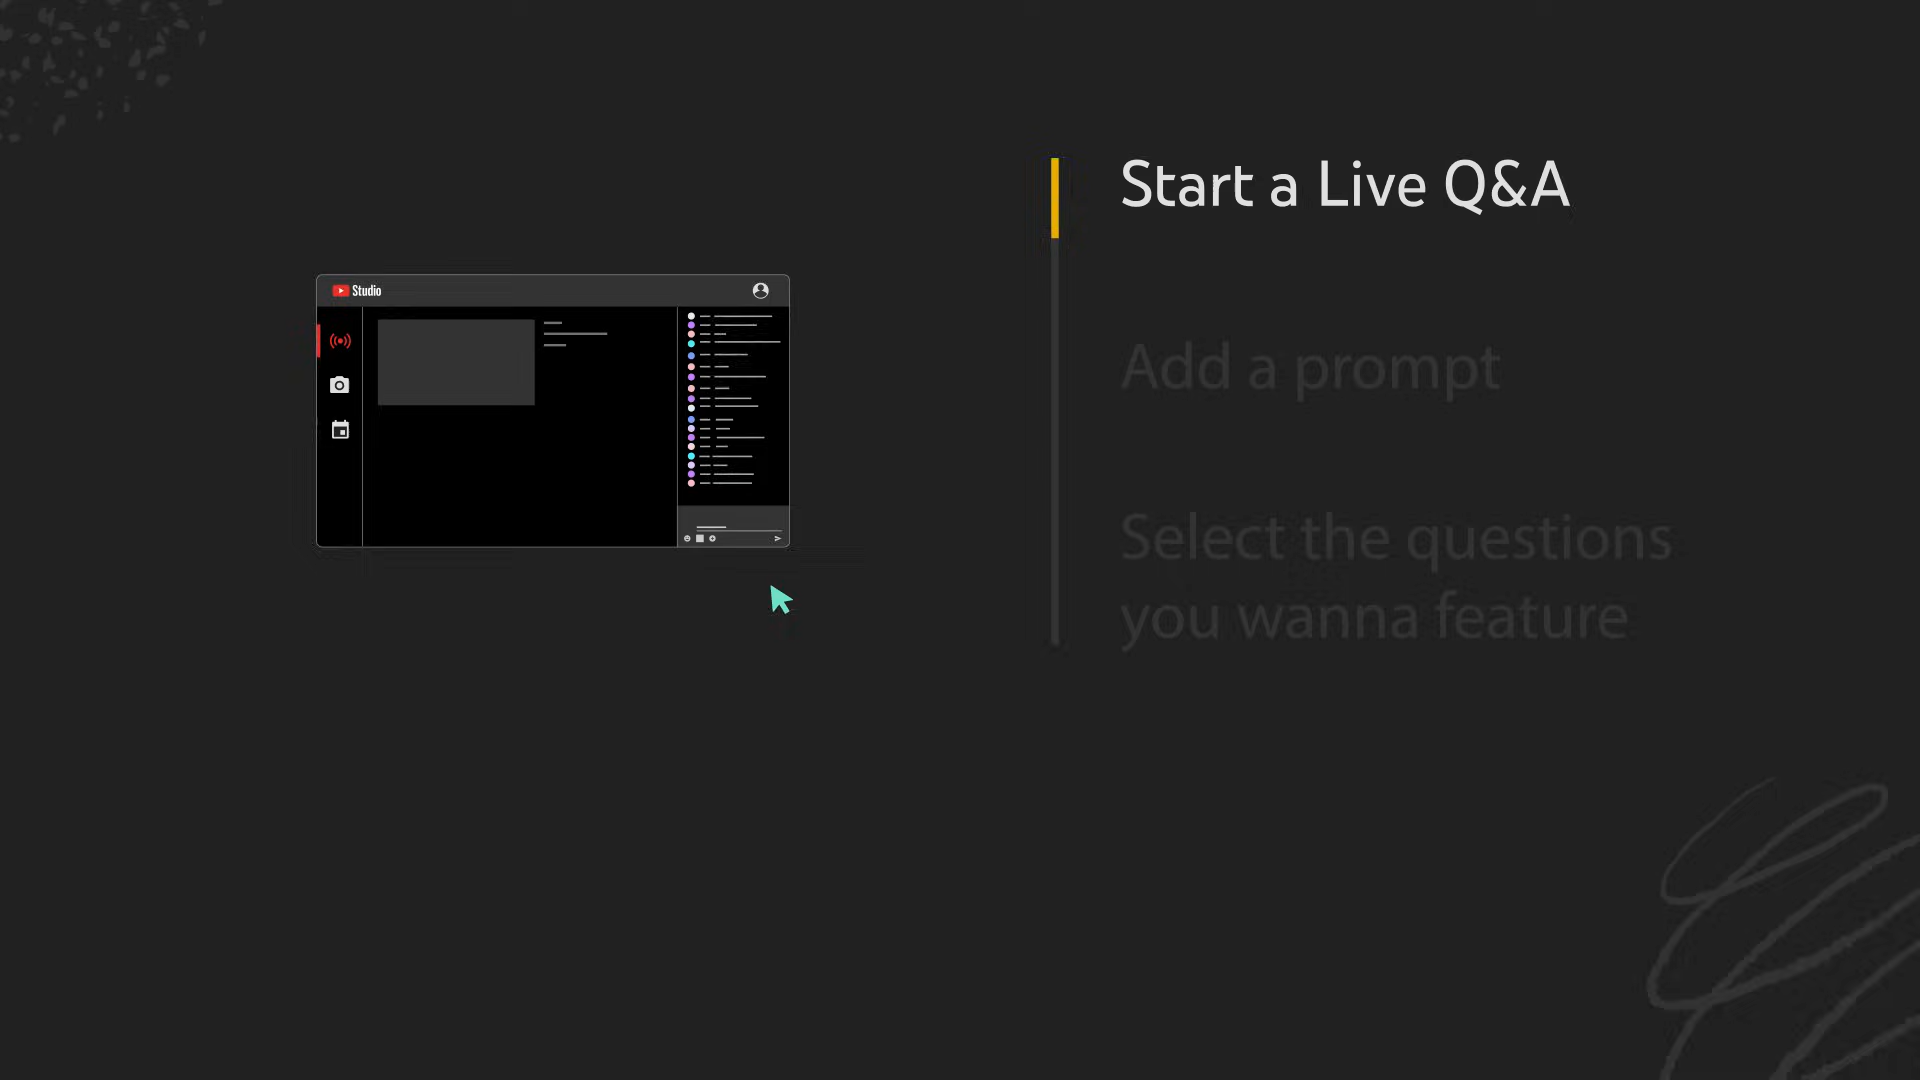 Studio
Start a Live Q&A
Add a prompt
Select the questions
you wanna feature